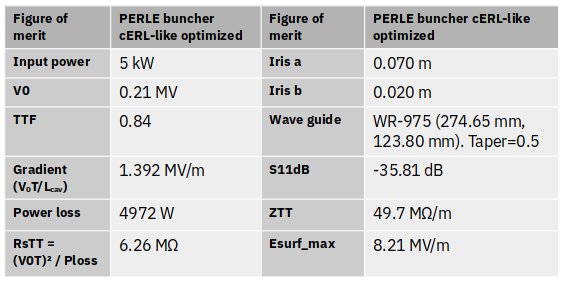 Figure of merit
PERLE buncher cERL-like optimized
Figure of merit
PERLE buncher cERL-like optimized
Input power
5 kW
Iris a
0.070 m
V0
0.21 MV
Iris b
0.020 m
TTF
0.84
Wave guide
WR-975 (274.65 mm,
123.80 mm). Taper=0.5
Gradient
(V₀T/Lcav)
1.392 MV/m
S11dB
-35.81 dB
Power loss
4972 W
ZTT
49.7 MΩ/m
RsTT =
(V0T)² / Ploss
6.26 MΩ
Esurf_max
8.21 MV/m